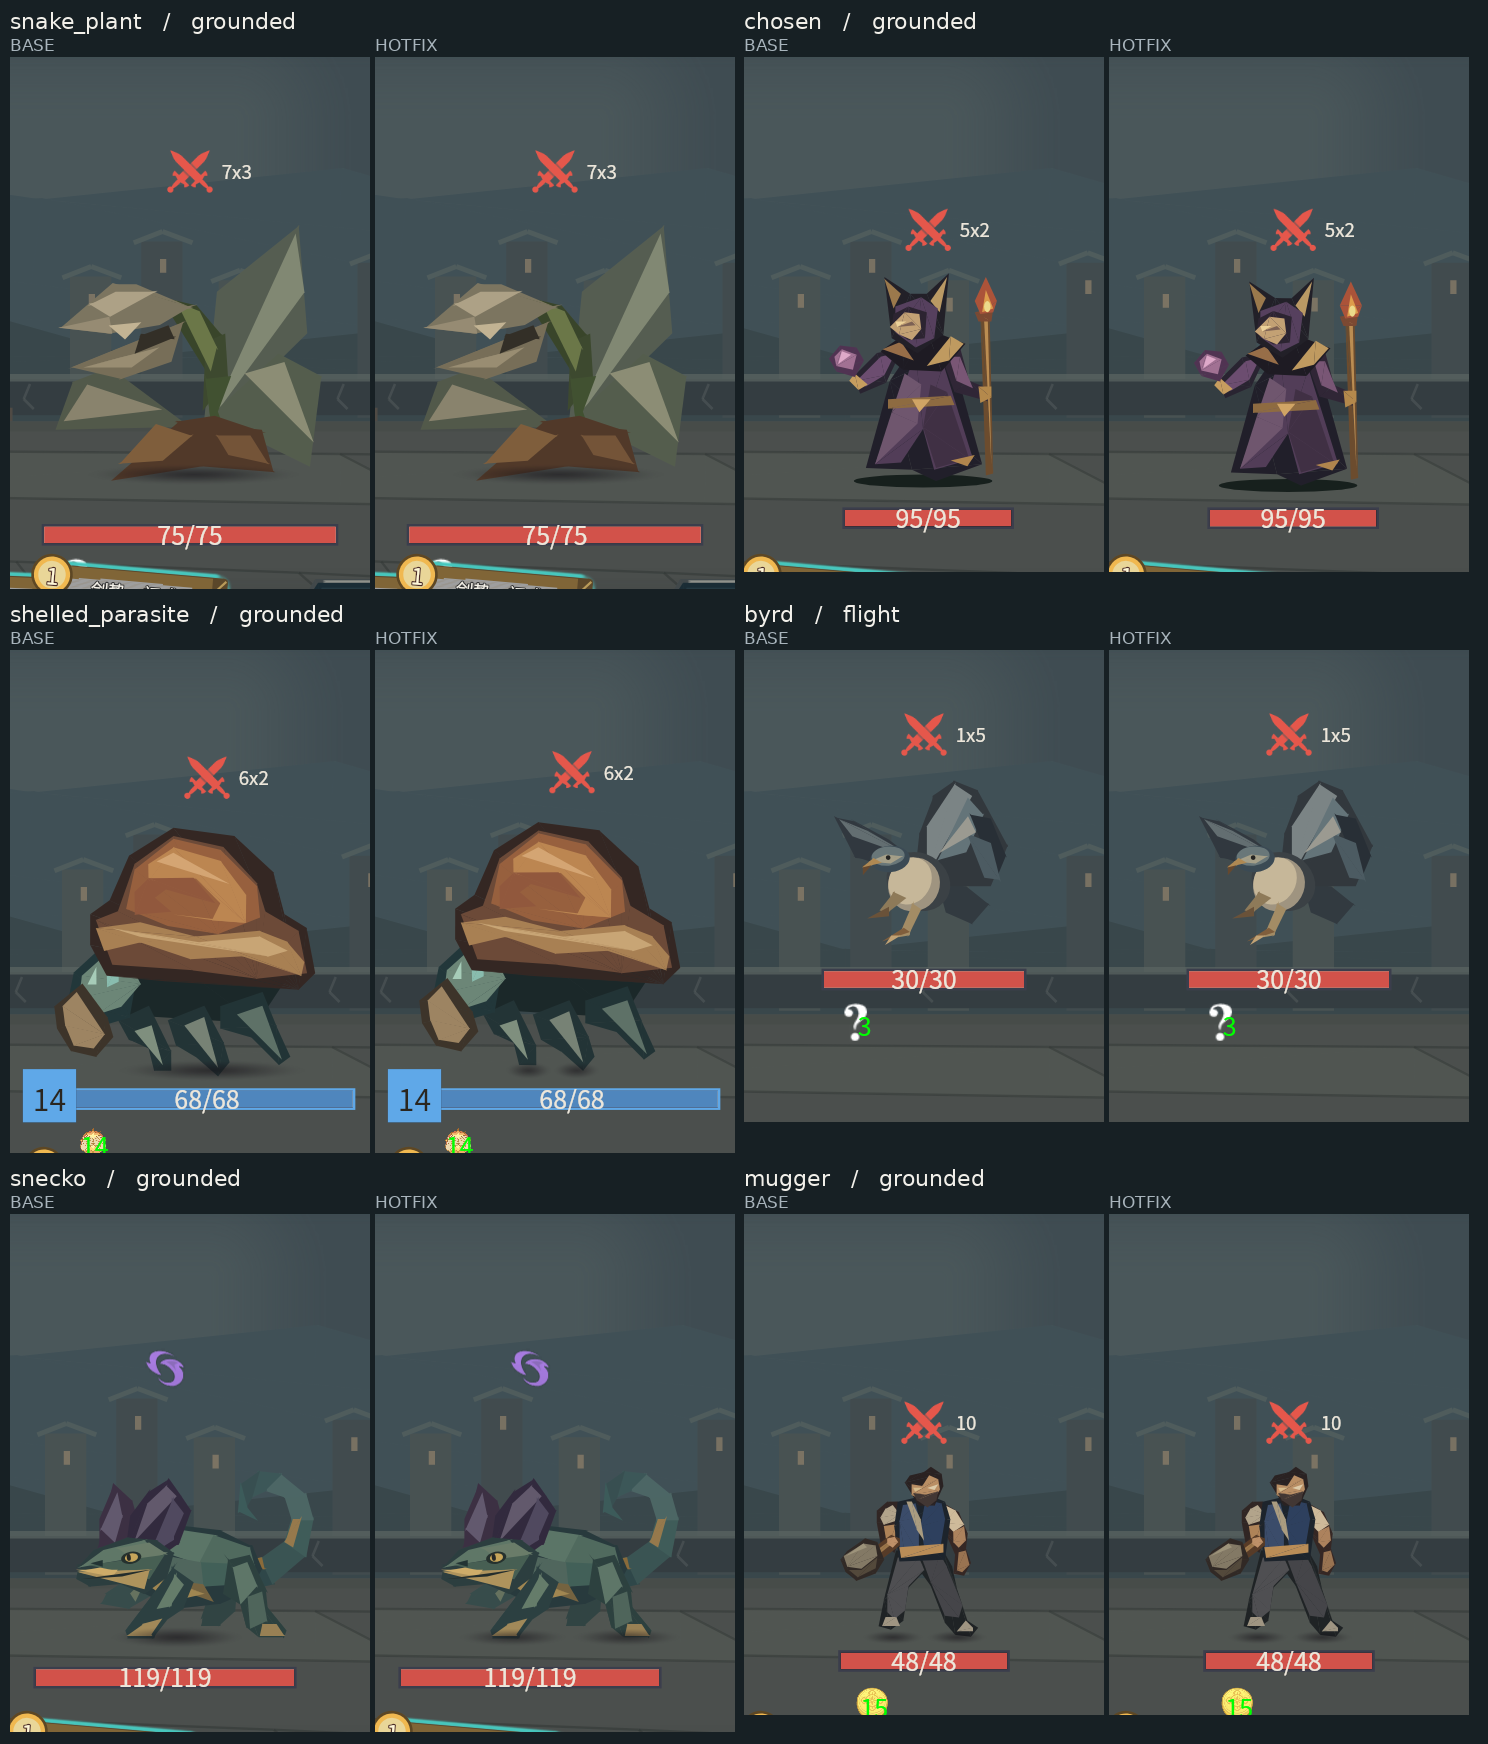 snake_plant / grounded
BASE
HOTFIX
7x3
7x3
75/75
75/75
1
1
chosen / grounded
BASE
HOTFIX
5x2
5x2
95/95
95/95
shelled_parasite / grounded
BASE
HOTFIX
6x2
6x2
14
68/68
14
68/68
14
14
byrd / flight
BASE
HOTFIX
1x5
1x5
30/30
30/30
?3
?3
snecko / grounded
BASE
HOTFIX
119/119
119/119
mugger / grounded
BASE
HOTFIX
10
10
48/48
48/48
15
15